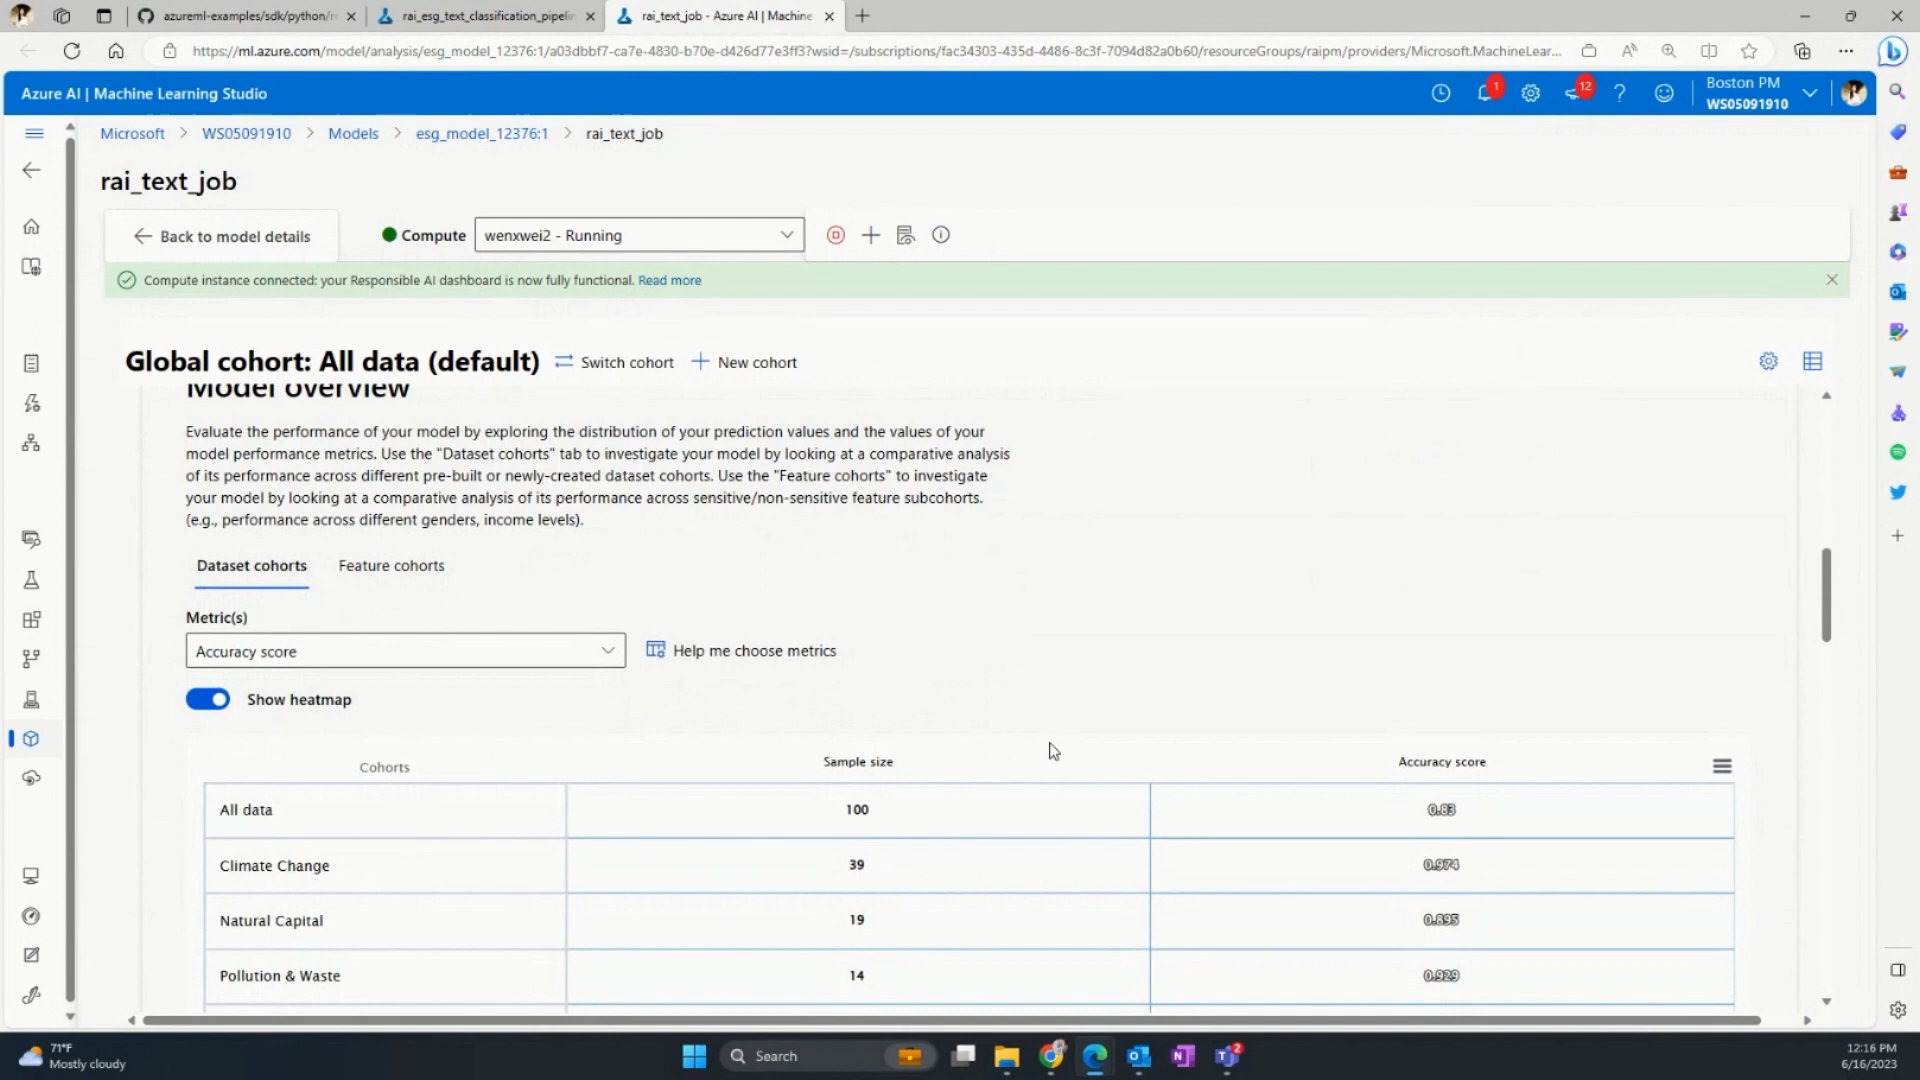 azureml-examples/sdk/python/r
rai_esg_text_classification_pipelin
rai_text_job - Azure AI | Machine
https://ml.azure.com/model/analysis/esg_model_12376:1/a03dbbf7-ca7e-4830-b70e-d426d77e3ff3?wsid=/subscriptions/fac34303-435d-4486-8c3f-7094d82a0b60/resourceGroups/raipm/providers/Microsoft.MachineLear...
Azure AI | Machine Learning Studio
1
12
Boston PM
WS05091910
Microsoft > WS05091910 > Models > esg_model_12376:1 > rai_text_job
rai_text_job
Back to model details
Compute
wenxwei2 - Running
Compute instance connected: your Responsible AI dashboard is now fully functional. Read more
Global cohort: All data (default)
Switch cohort
New cohort
Model overview
Evaluate the performance of your model by exploring the distribution of your prediction values and the values of your
model performance metrics. Use the "Dataset cohorts" tab to investigate your model by looking at a comparative analysis
of its performance across different pre-built or newly-created dataset cohorts. Use the "Feature cohorts" to investigate
your model by looking at a comparative analysis of its performance across sensitive/non-sensitive feature subcohorts.
(e.g., performance across different genders, income levels).
Dataset cohorts Feature cohorts
Metric(s)
Accuracy score
Help me choose metrics
Show heatmap
Cohorts Sample size Accuracy score
All data 100 0.83
Climate Change 39 0.974
Natural Capital 19 0.895
Pollution & Waste 14 0.929
71°F
Mostly cloudy
Search
2
12:16 PM
6/16/2023